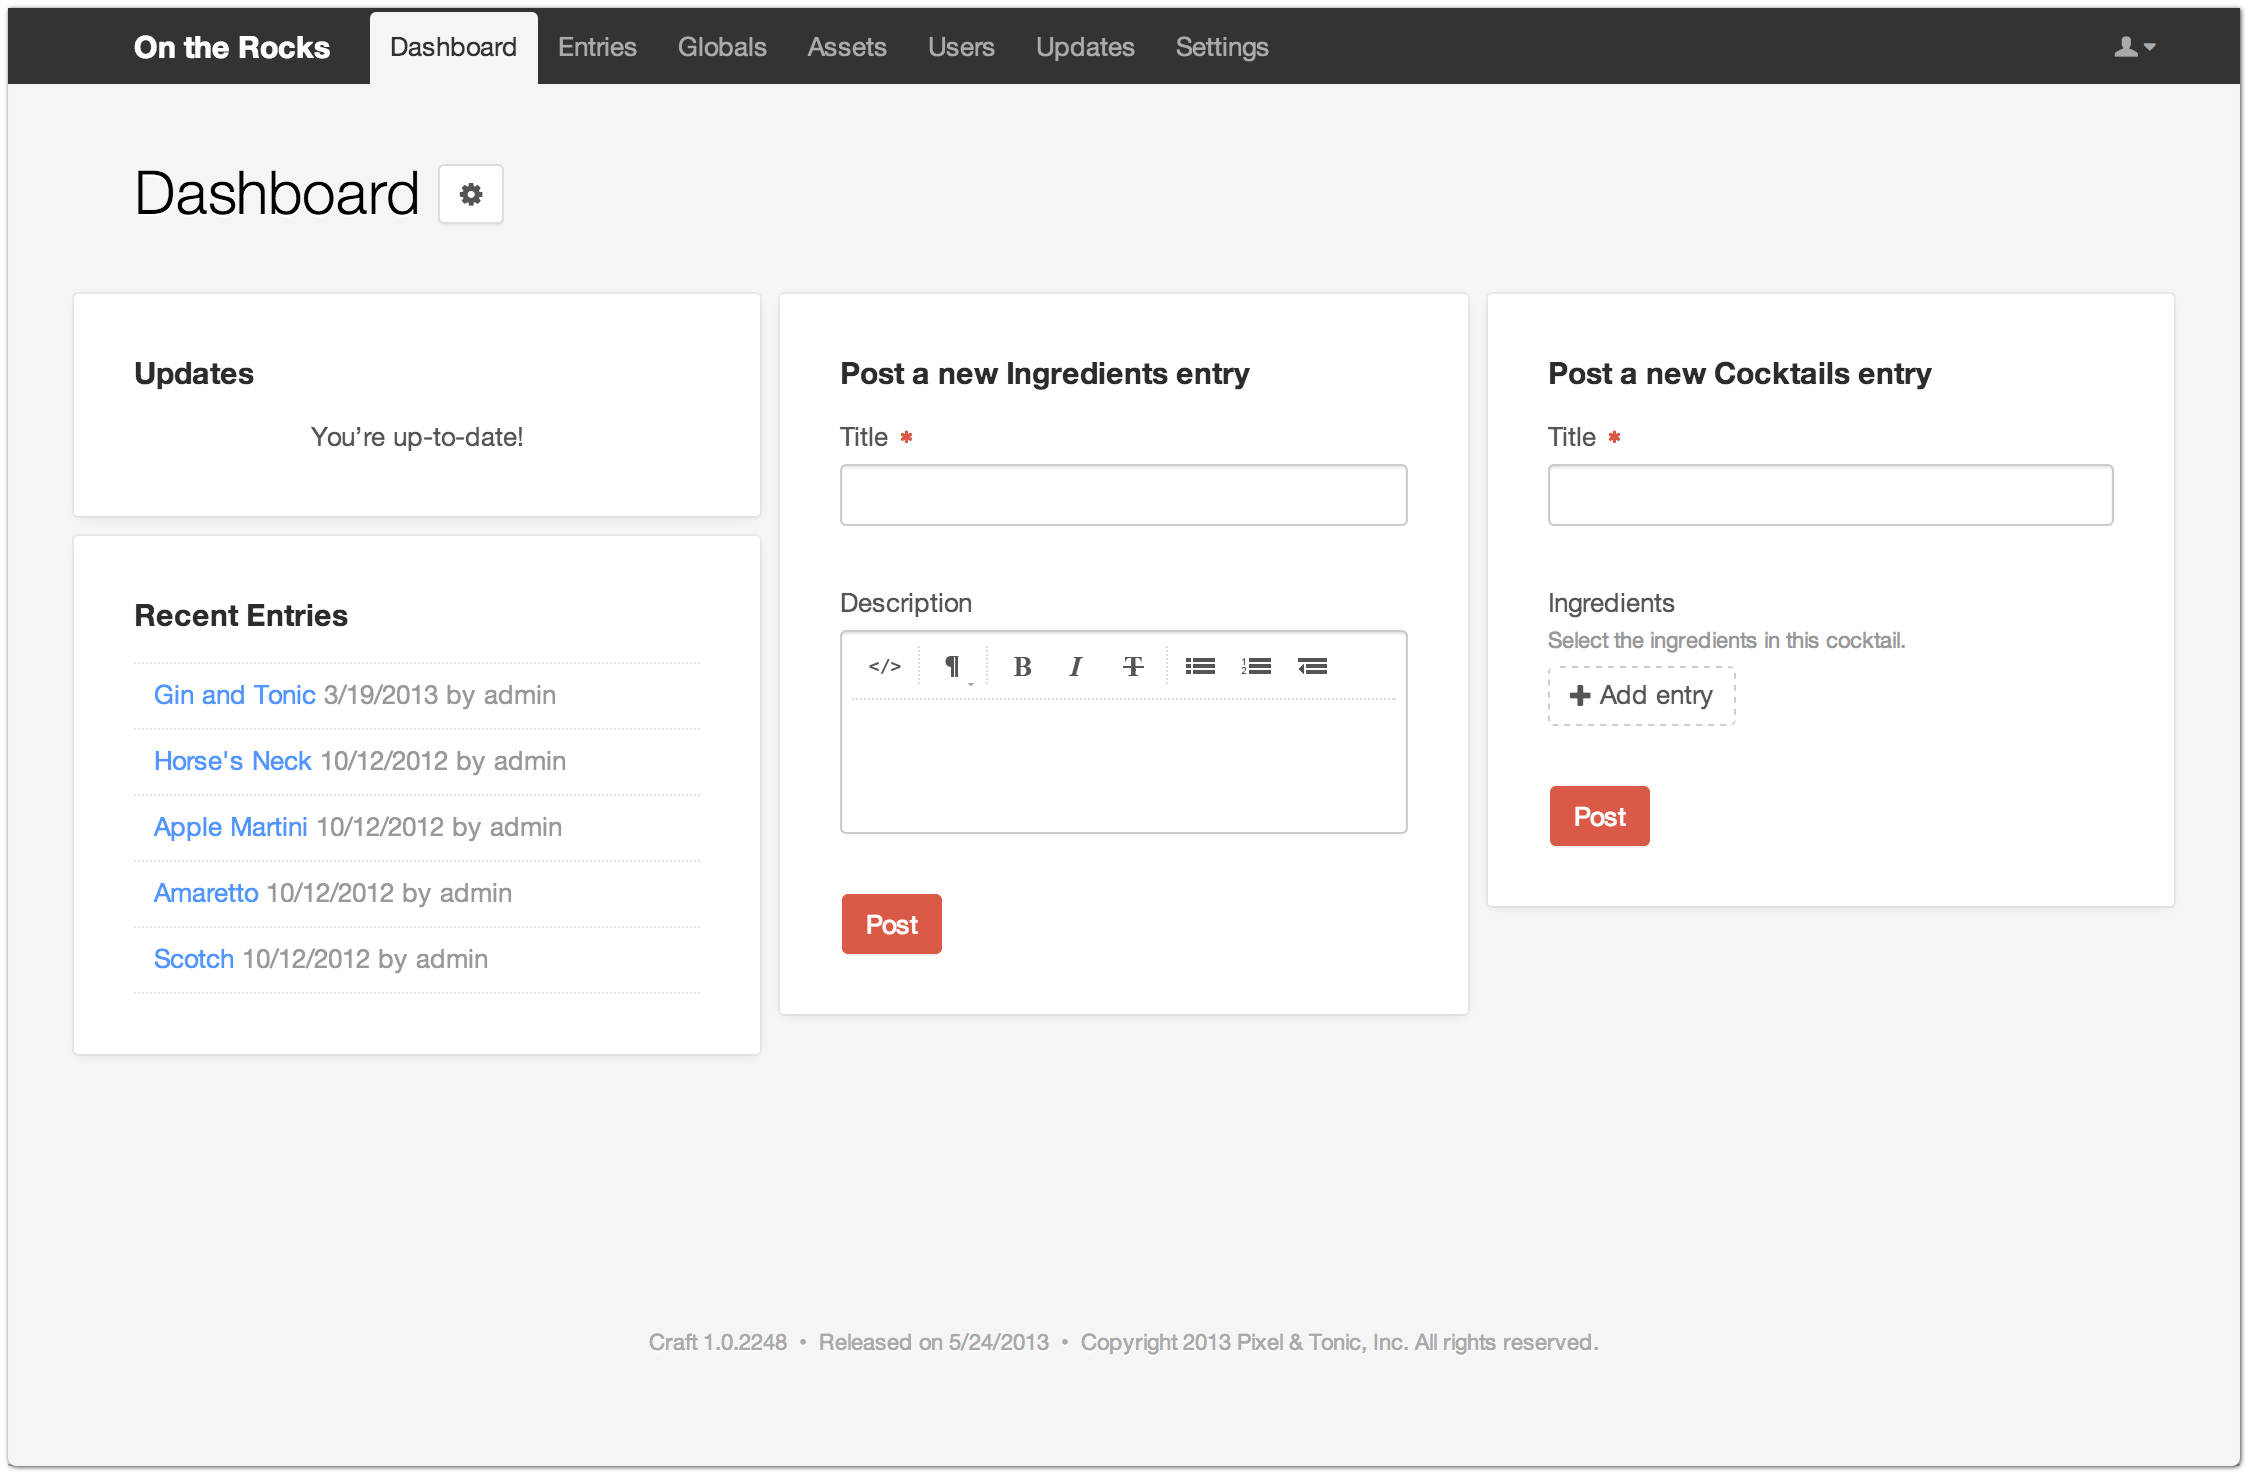 On the Rocks Dashboard Entries Globals Assets Users Updates Settings
Dashboard
Updates
You’re up-to-date!
Recent Entries
Gin and Tonic 3/19/2013 by admin
Horse's Neck 10/12/2012 by admin
Apple Martini 10/12/2012 by admin
Amaretto 10/12/2012 by admin
Scotch 10/12/2012 by admin
Post a new Ingredients entry
Title *
Description
</> ¶ B I T
Post
Post a new Cocktails entry
Title *
Ingredients
Select the ingredients in this cocktail.
+ Add entry
Post
Craft 1.0.2248 • Released on 5/24/2013 • Copyright 2013 Pixel & Tonic, Inc. All rights reserved.